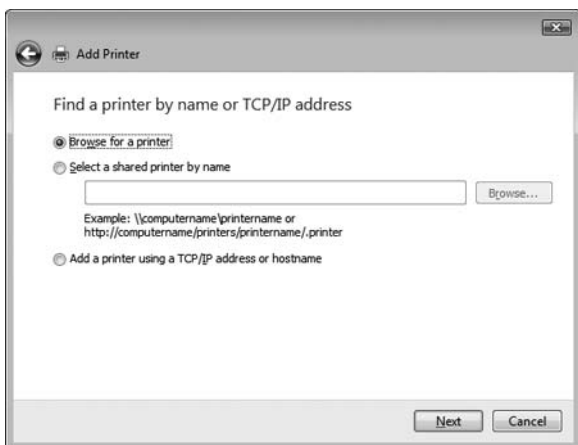 Add Printer
Find a printer by name or TCP/IP address
Browse for a printer
Select a shared printer by name
Browse...
Example: \\computername\printername or
http://computername/printers/printername/.printer
Add a printer using a TCP/IP address or hostname
Next
Cancel